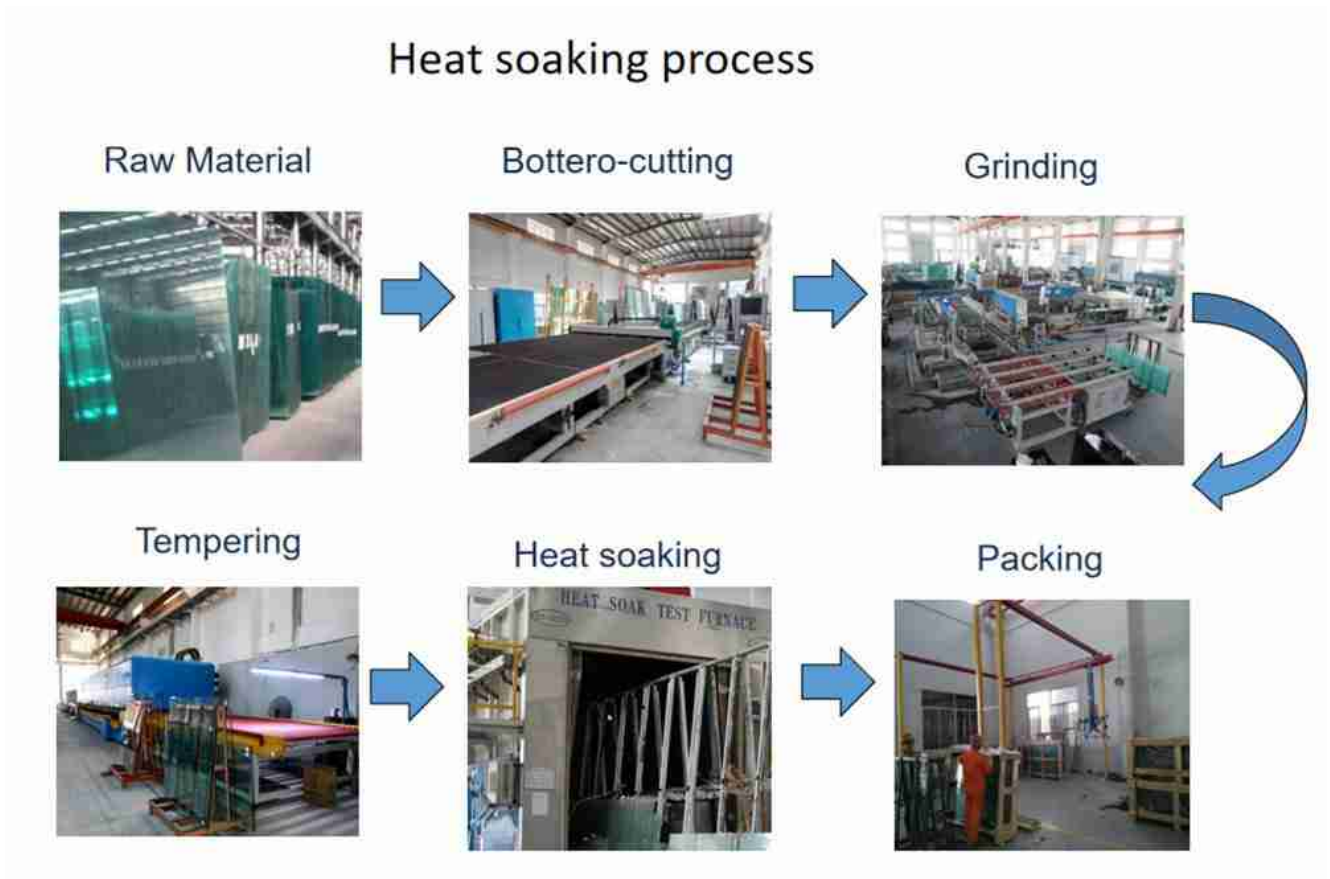 Heat soaking process
Raw Material
Bottero-cutting
Grinding
Tempering
Heat soaking
Packing
HEAT SOAK TEST FURNACE